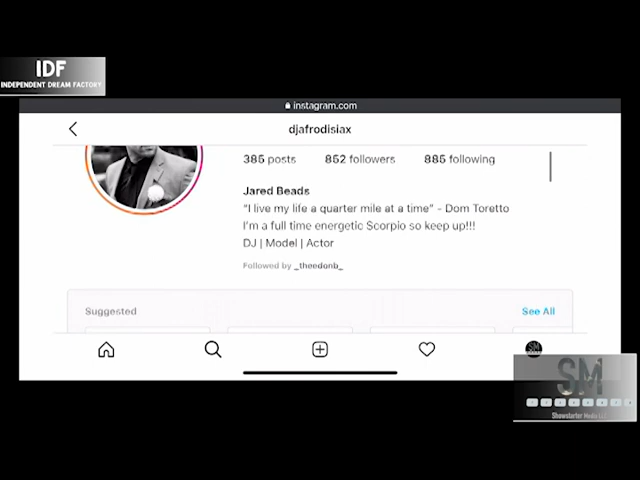 IDF
INDEPENDENT DREAM FACTORY
instagram.com
djafrodisiax
385 posts 852 followers 885 following
Jared Beads
“I live my life a quarter mile at a time” - Dom Toretto
I'm a full time energetic Scorpio so keep up!!!
DJ | Model | Actor
Followed by _theedonb_
Suggested
See All
SM
SM
Showstarter Media